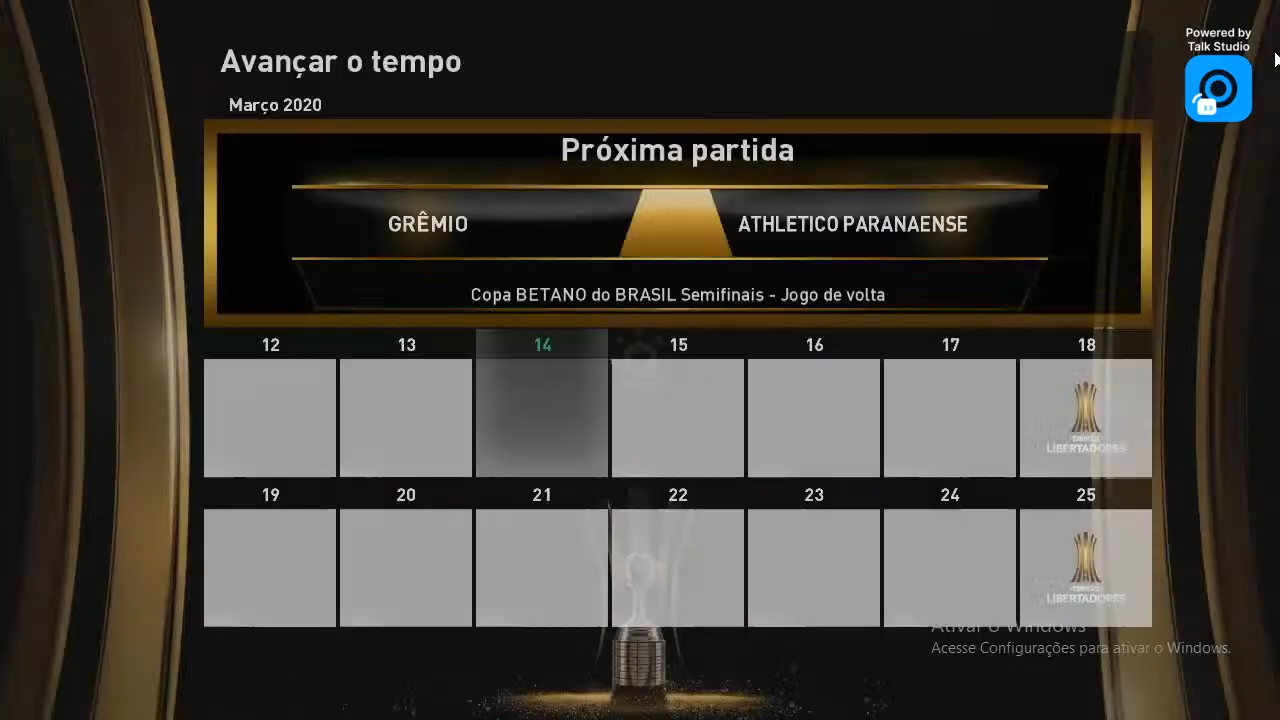 Powered by
Talk Studio
Avançar o tempo
Março 2020
Próxima partida
GRÊMIO
ATHLETICO PARANAENSE
Copa BETANO do BRASIL Semifinais - Jogo de volta
12 13 14 15 16 17 18
LIBERTADORES
19 20 21 22 23 24 25
LIBERTADORES
Ativar o Windows
Acesse Configurações para ativar o Windows.